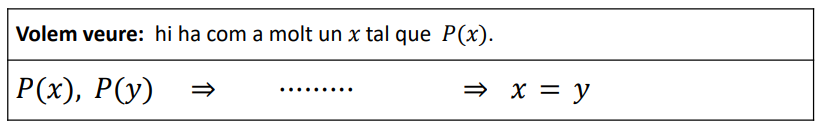 Volem veure: hi ha com a molt un x tal que P(x).
P(x), P(y) ⇒ ········· ⇒ x = y